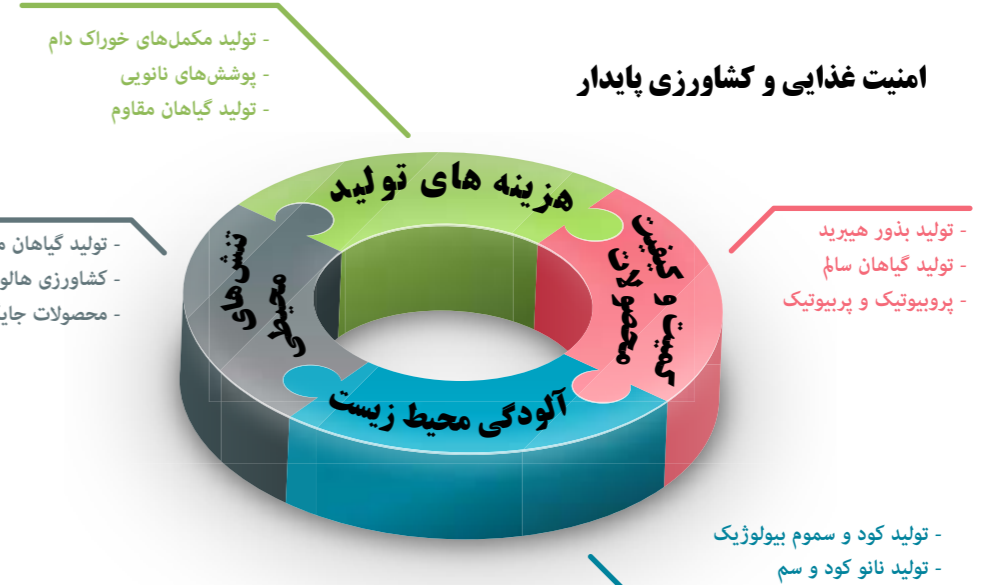 امنیت غذایی و کشاورزی پایدار
- تولید مکمل‌های خوراک دام
- پوشش‌های نانویی
- تولید گیاهان مقاوم
هزینه های تولید
کمیت و کیفیت
محصولات
- تولید بذور هیبرید
- تولید گیاهان سالم
- پروبیوتیک و پربیوتیک
تنش‌های
محیطی
- تولید گیاهان
- کشاورزی
- محصولات
آلودگی محیط زیست
- تولید کود و سموم بیولوژیک
- تولید نانو کود و سم